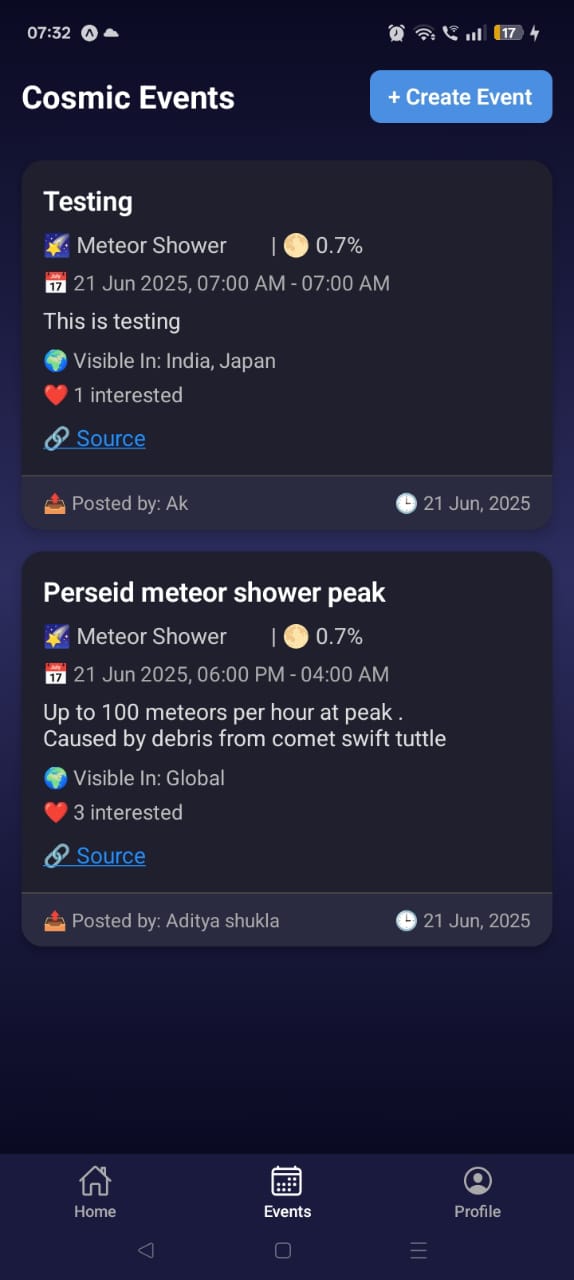 07:32
17
Cosmic Events
+ Create Event
Testing
🌠 Meteor Shower | 🌕 0.7%
📅 21 Jun 2025, 07:00 AM - 07:00 AM
This is testing
🌍 Visible In: India, Japan
❤️ 1 interested
🔗 Source
📤 Posted by: Ak
🕒 21 Jun, 2025
Perseid meteor shower peak
🌠 Meteor Shower | 🌕 0.7%
📅 21 Jun 2025, 06:00 PM - 04:00 AM
Up to 100 meteors per hour at peak .
Caused by debris from comet swift tuttle
🌍 Visible In: Global
❤️ 3 interested
🔗 Source
📤 Posted by: Aditya shukla
🕒 21 Jun, 2025
Home
Events
Profile